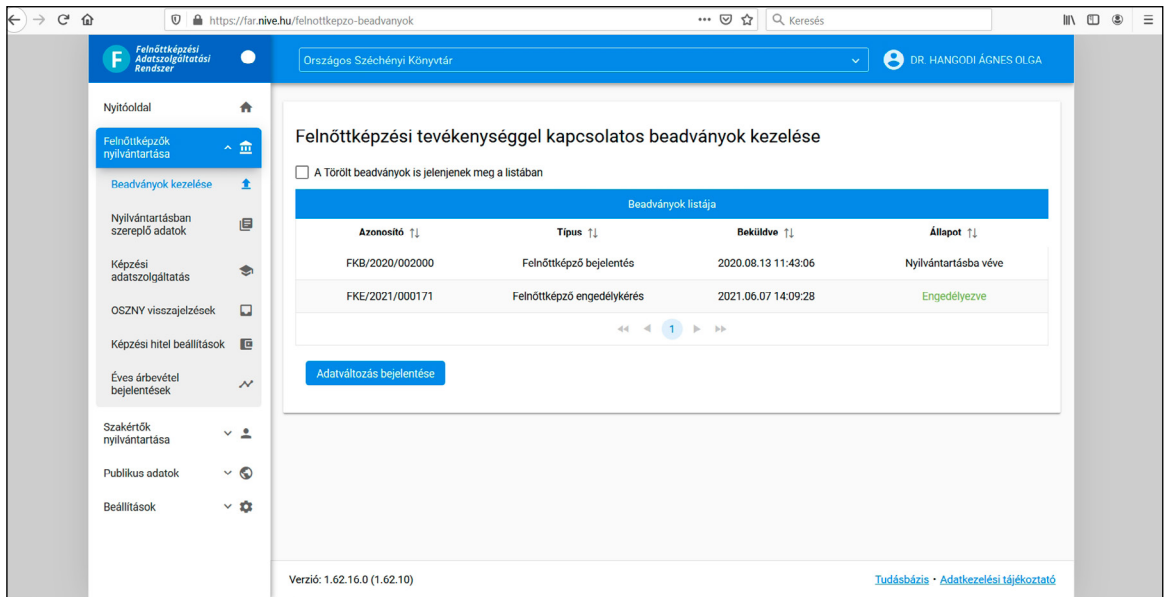 https://far.nive.hu/felnottkepzo-beadvanyok
Keresés
F
Felnőttképzési
Adatszolgáltatási
Rendszer
Országos Széchényi Könyvtár
DR. HANGODI ÁGNES OLGA
Nyitóoldal
Felnőttképzők
nyilvántartása
Beadványok kezelése
Nyilvántartásban
szereplő adatok
Képzési
adatszolgáltatás
OSZNY visszajelzések
Képzési hitel beállítások
Éves árbevétel
bejelentések
Szakértők
nyilvántartása
Publikus adatok
Beállítások
Felnőttképzési tevékenységgel kapcsolatos beadványok kezelése
A Törölt beadványok is jelenjenek meg a listában
Beadványok listája
Azonosító Típus Beküldve Állapot
FKB/2020/002000 Felnőttképző bejelentés 2020.08.13 11:43:06 Nyilvántartásba véve
FKE/2021/000171 Felnőttképző engedélykérés 2021.06.07 14:09:28 Engedélyezve
1
Adatváltozás bejelentése
Verzió: 1.62.16.0 (1.62.10)
Tudásbázis • Adatkezelési tájékoztató